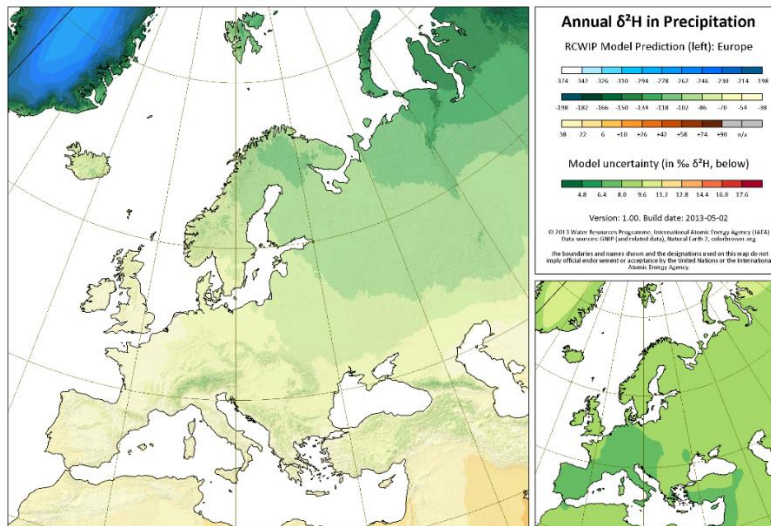 Annual δ²H in Precipitation
RCWIP Model Prediction (left): Europe
-374 -342 -326 -310 -294 -278 -262 -246 -230 -214 -198
-198 -182 -166 -150 -134 -118 -102 -86 -70 -54 -38
38 22 6 +10 +26 +42 +58 +74 +90 n/a
Model uncertainty (in ‰ δ²H, below)
4.8 6.4 8.0 9.6 11.2 12.8 14.4 16.0 17.6
Version: 1.00. Build date: 2013-05-02
© 2013 Water Resources Programme, International Atomic Energy Agency (IAEA)
Data sources: GNIP (and related data), Natural Earth 2, colorbrewer.org
The boundaries and names shown and the designations used on this map do not
imply official endorsement or acceptance by the United Nations or the International
Atomic Energy Agency.